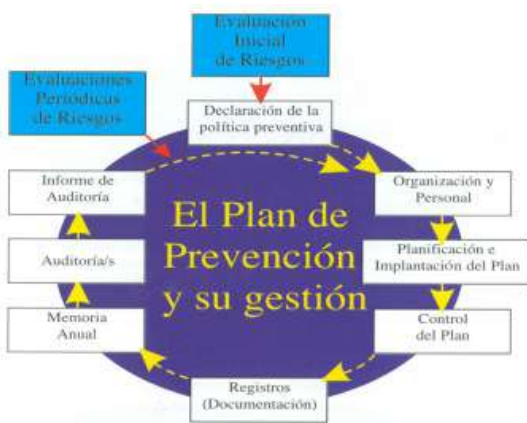 Evaluación
Inicial
de Riesgos
Evaluaciones
Periódicas
de Riesgos
Declaración de la
política preventiva
Informe de
Auditoría
Organización y
Personal
El Plan de
Prevención
y su gestión
Auditoría/s
Planificación e
Implantación del Plan
Memoria
Anual
Control
del Plan
Registros
(Documentación)